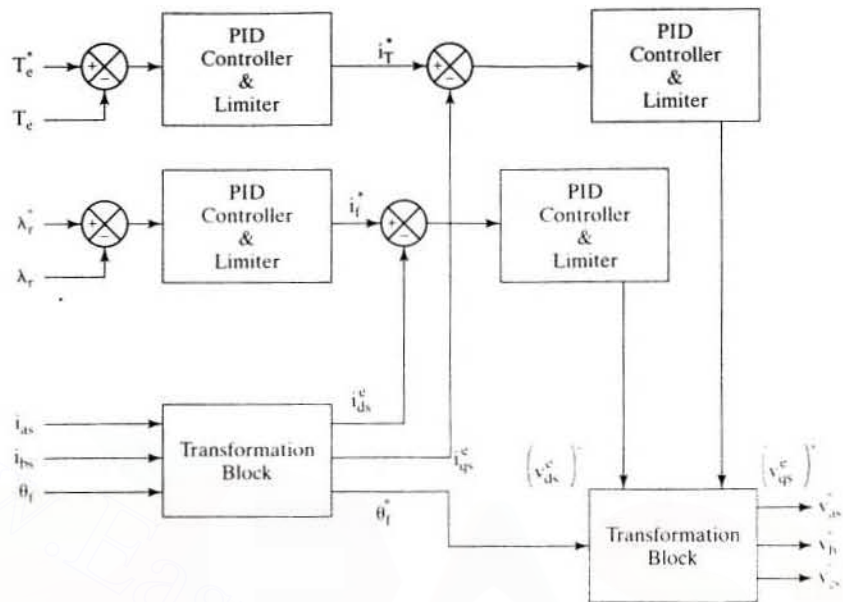 T_e^*
T_e
+
−
PID
Controller
&
Limiter
i_T^*
+
−
PID
Controller
&
Limiter
λ_r^*
λ_r
+
−
PID
Controller
&
Limiter
i_f^*
+
−
PID
Controller
&
Limiter
i_as
i_bs
θ_f
Transformation
Block
i_ds^e
i_qs^e
θ_f^*
(v_ds^e)^*
(v_qs^e)^*
Transformation
Block
v_as^*